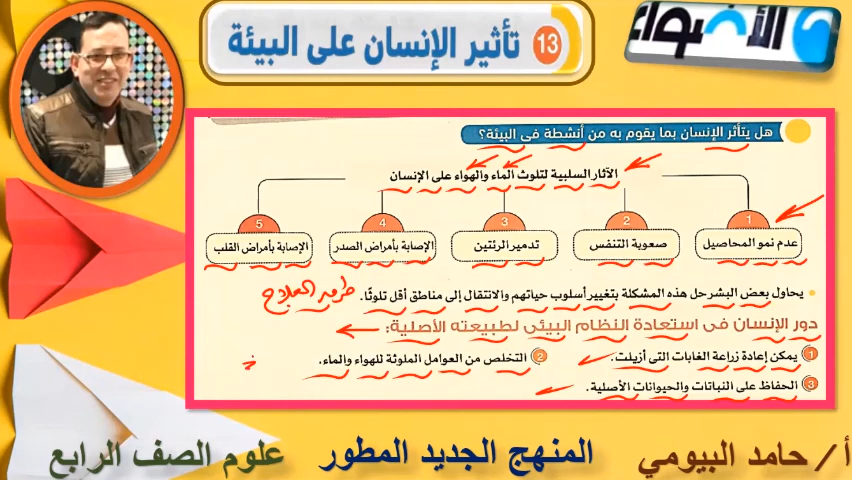 الأضواء
13 تأثير الإنسان على البيئة
هل يتأثر الإنسان بما يقوم به من أنشطة فى البيئة؟
الآثار السلبية لتلوث الماء والهواء على الإنسان
1 2 3 4 5
عدم نمو المحاصيل
صعوبة التنفس
تدمير الرئتين
الإصابة بأمراض الصدر
الإصابة بأمراض القلب
يحاول بعض البشر حل هذه المشكلة بتغيير أسلوب حياتهم والانتقال إلى مناطق أقل تلوثًا.
دور الإنسان فى استعادة النظام البيئى لطبيعته الأصلية:
1 يمكن إعادة زراعة الغابات التى أزيلت.
2 التخلص من العوامل الملوثة للهواء والماء.
3 الحفاظ على النباتات والحيوانات الأصلية.
أ/ حامد البيومي
المنهج الجديد المطور
علوم الصف الرابع